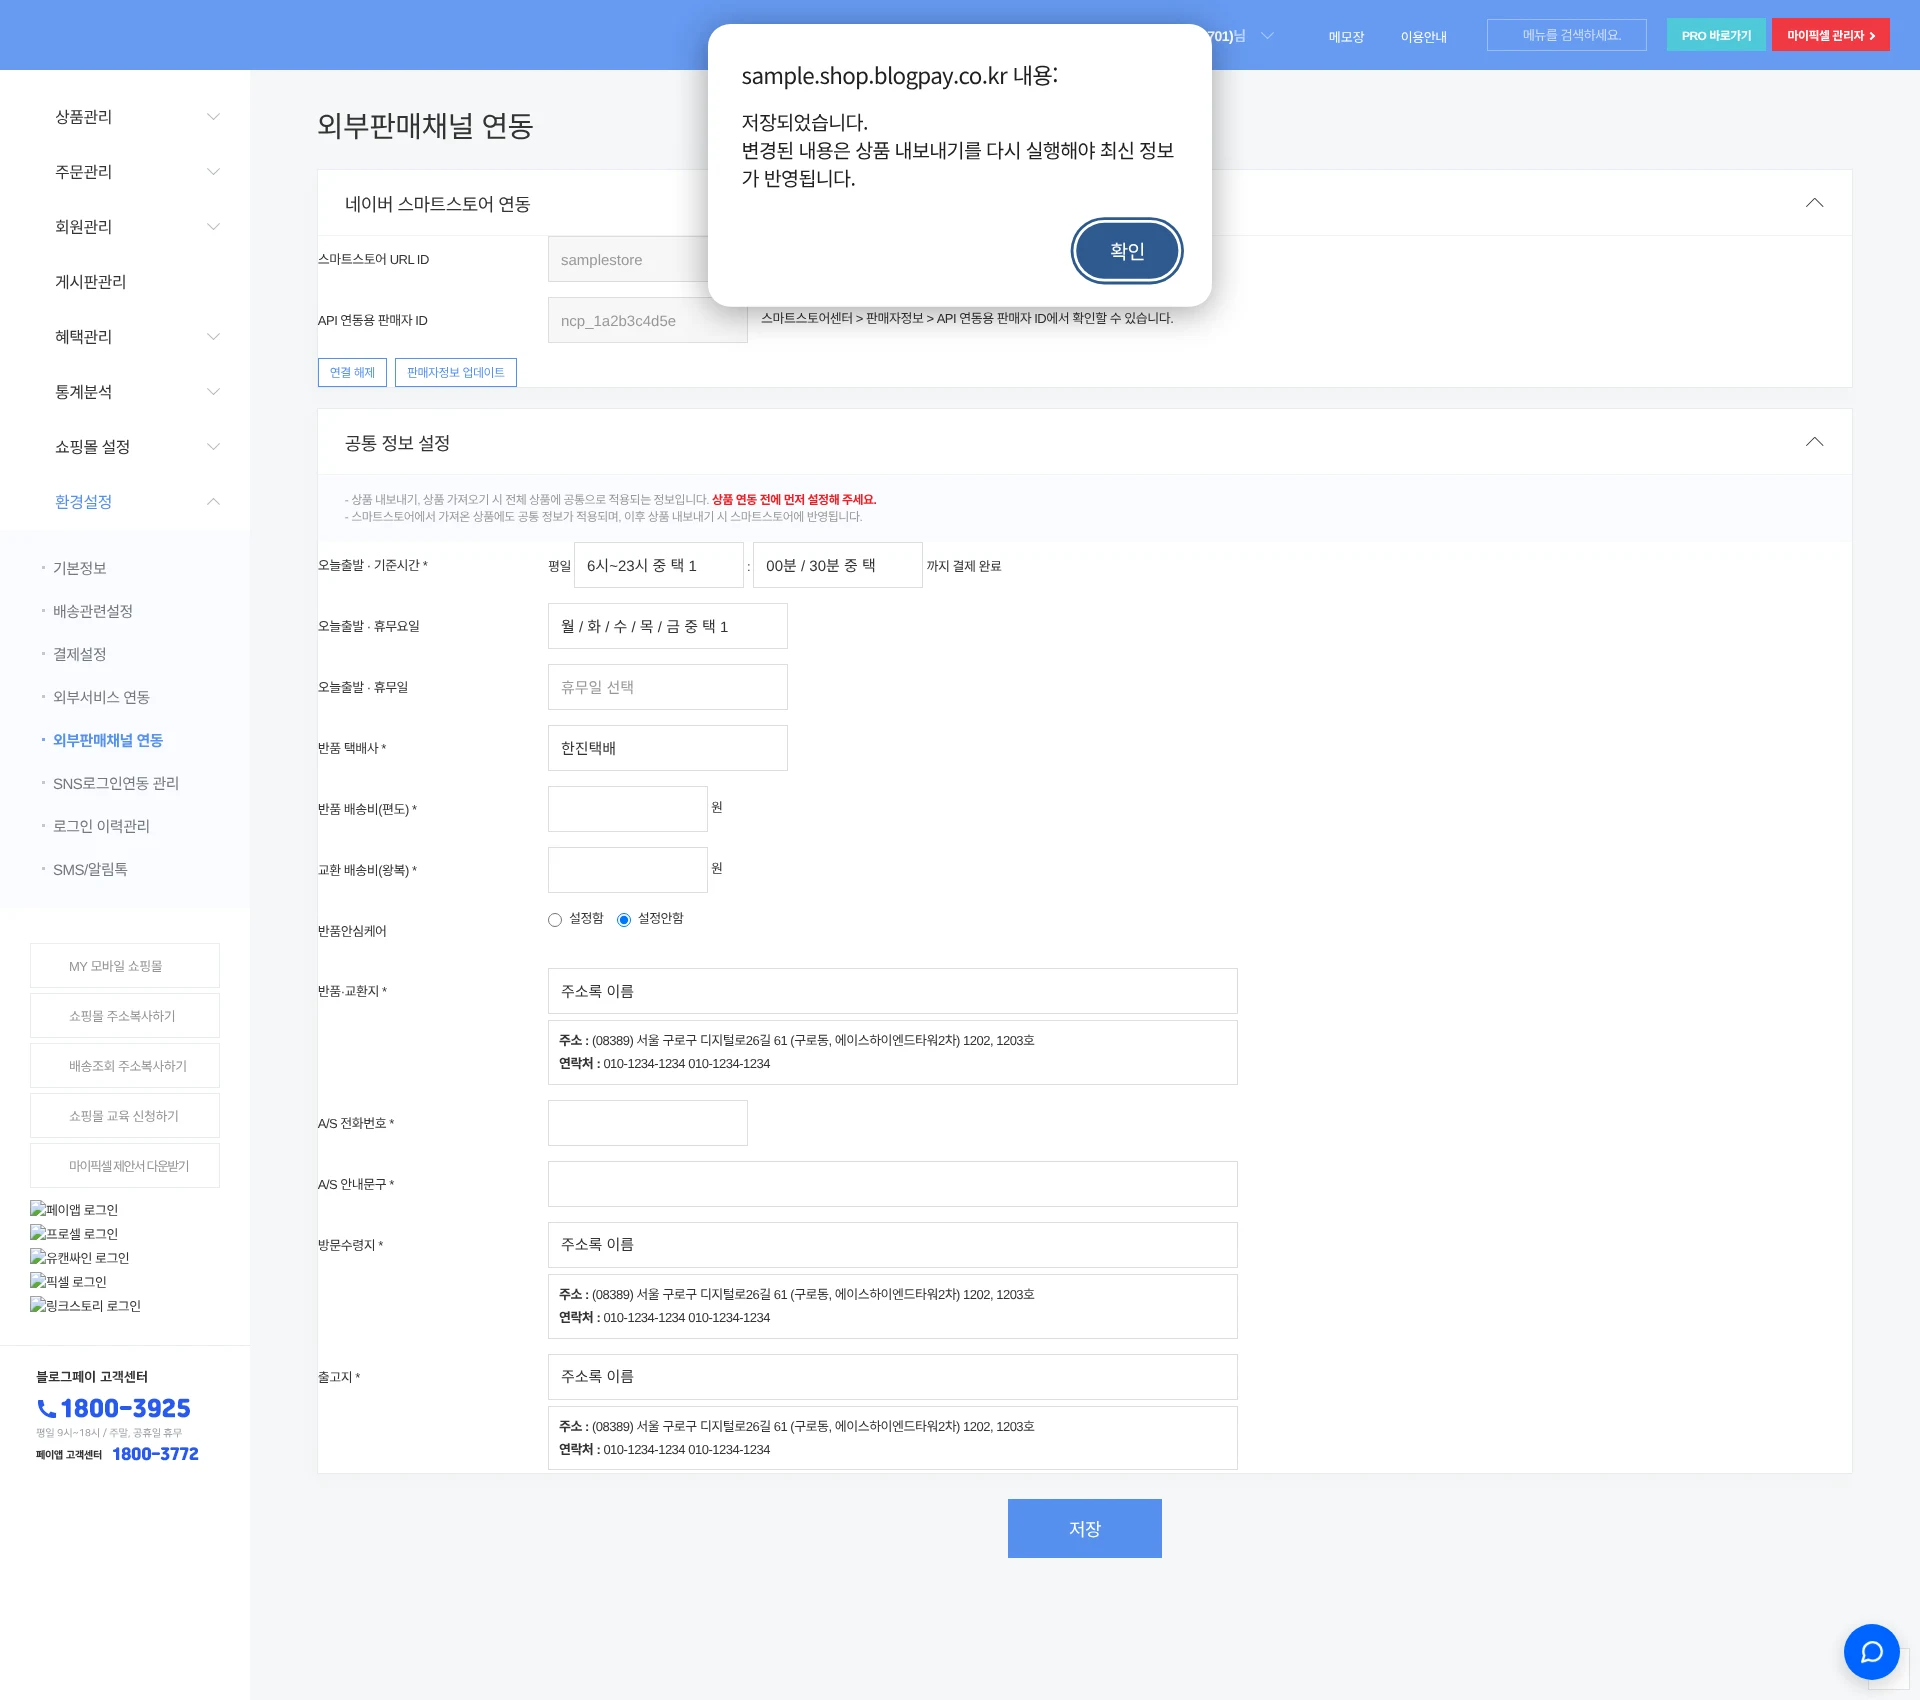 701)님
메모장
이용안내
메뉴를 검색하세요.
PRO 바로가기
마이픽셀 관리자
sample.shop.blogpay.co.kr 내용:
저장되었습니다.
변경된 내용은 상품 내보내기를 다시 실행해야 최신 정보
가 반영됩니다.
확인
상품관리
주문관리
회원관리
게시판관리
혜택관리
통계분석
쇼핑몰 설정
환경설정
기본정보
배송관련설정
결제설정
외부서비스 연동
외부판매채널 연동
SNS로그인연동 관리
로그인 이력관리
SMS/알림톡
MY 모바일 쇼핑몰
쇼핑몰 주소복사하기
배송조회 주소복사하기
쇼핑몰 교육 신청하기
마이픽셀 제안서 다운받기
페이앱 로그인
프로셀 로그인
유캔싸인 로그인
픽셀 로그인
링크스토리 로그인
블로그페이 고객센터
1800-3925
평일 9시~18시 / 주말, 공휴일 휴무
페이앱 고객센터 1800-3772
외부판매채널 연동
네이버 스마트스토어 연동
스마트스토어 URL ID samplestore
API 연동용 판매자 ID ncp_1a2b3c4d5e 스마트스토어센터 > 판매자정보 > API 연동용 판매자 ID에서 확인할 수 있습니다.
연결 해제 판매자정보 업데이트
공통 정보 설정
- 상품 내보내기, 상품 가져오기 시 전체 상품에 공통으로 적용되는 정보입니다. 상품 연동 전에 먼저 설정해 주세요.
- 스마트스토어에서 가져온 상품에도 공통 정보가 적용되며, 이후 상품 내보내기 시 스마트스토어에 반영됩니다.
오늘출발 · 기준시간 * 평일 6시~23시 중 택 1 : 00분 / 30분 중 택 까지 결제 완료
오늘출발 · 휴무요일 월 / 화 / 수 / 목 / 금 중 택 1
오늘출발 · 휴무일 휴무일 선택
반품 택배사 * 한진택배
반품 배송비(편도) * 원
교환 배송비(왕복) * 원
반품안심케어 설정함 설정안함
반품·교환지 * 주소록 이름
주소 : (08389) 서울 구로구 디지털로26길 61 (구로동, 에이스하이엔드타워2차) 1202, 1203호
연락처 : 010-1234-1234 010-1234-1234
A/S 전화번호 *
A/S 안내문구 *
방문수령지 * 주소록 이름
주소 : (08389) 서울 구로구 디지털로26길 61 (구로동, 에이스하이엔드타워2차) 1202, 1203호
연락처 : 010-1234-1234 010-1234-1234
출고지 * 주소록 이름
주소 : (08389) 서울 구로구 디지털로26길 61 (구로동, 에이스하이엔드타워2차) 1202, 1203호
연락처 : 010-1234-1234 010-1234-1234
저장